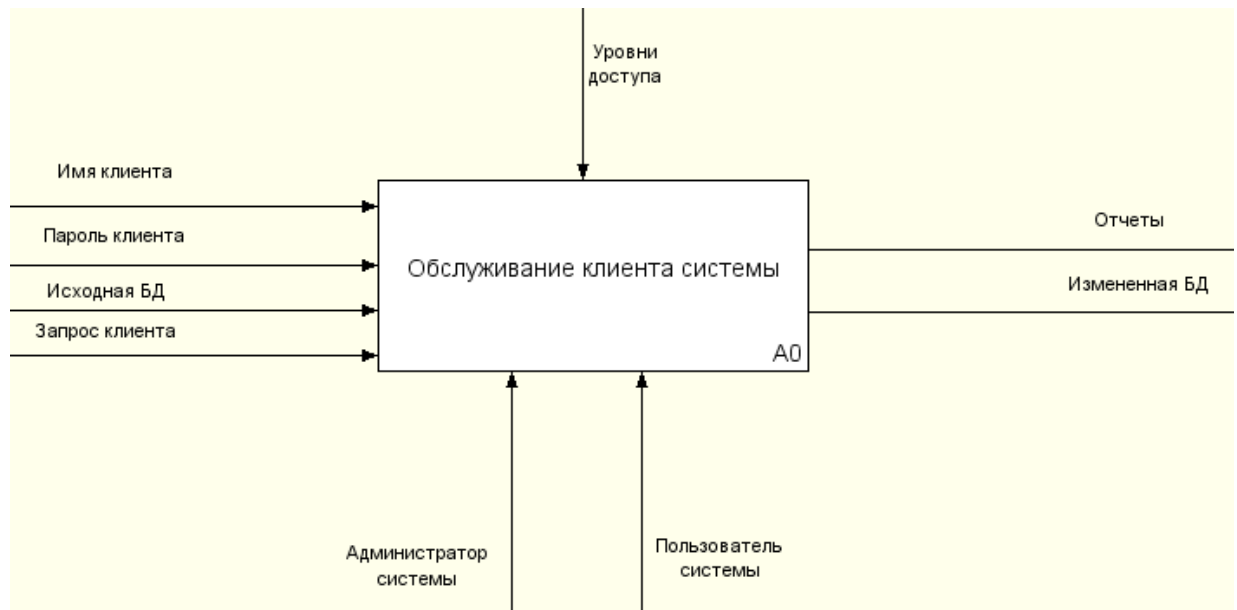 Уровни
доступа
Имя клиента
Пароль клиента
Исходная БД
Запрос клиента
Обслуживание клиента системы
A0
Отчеты
Измененная БД
Администратор
системы
Пользователь
системы